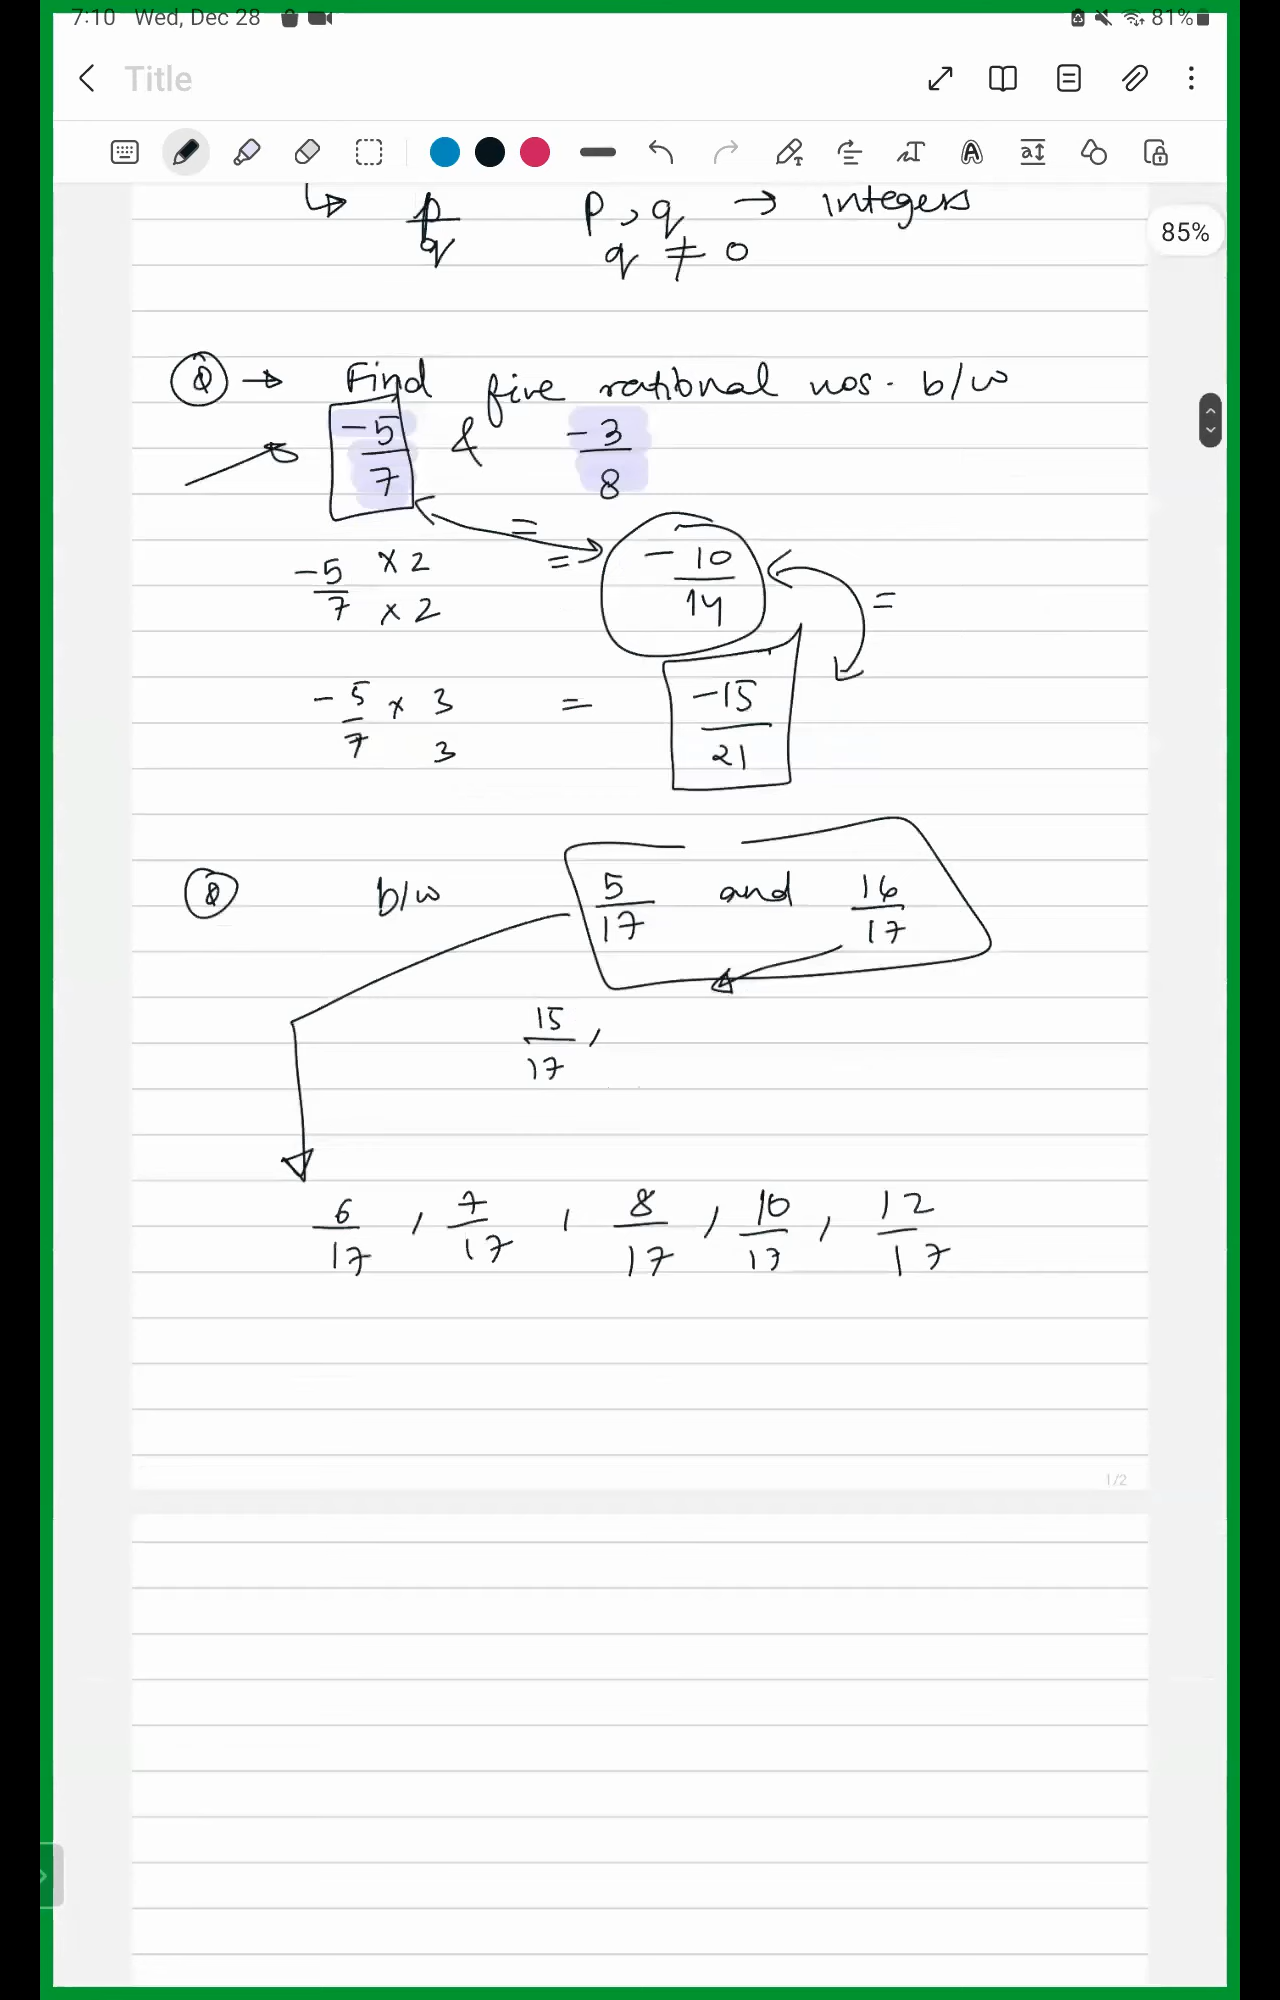 7:10 Wed, Dec 28 81%
Title
85%
p/q p, q → integers
q ≠ 0
Q → Find five rational nos. b/w
-5/7 & -3/8
-5/7 × 2/× 2 = -10/14
=
=
-5/7 × 3/3 = -15/21
Q b/w 5/17 and 16/17
15/17,
6/17, 7/17, 8/17, 10/17, 12/17
1/2